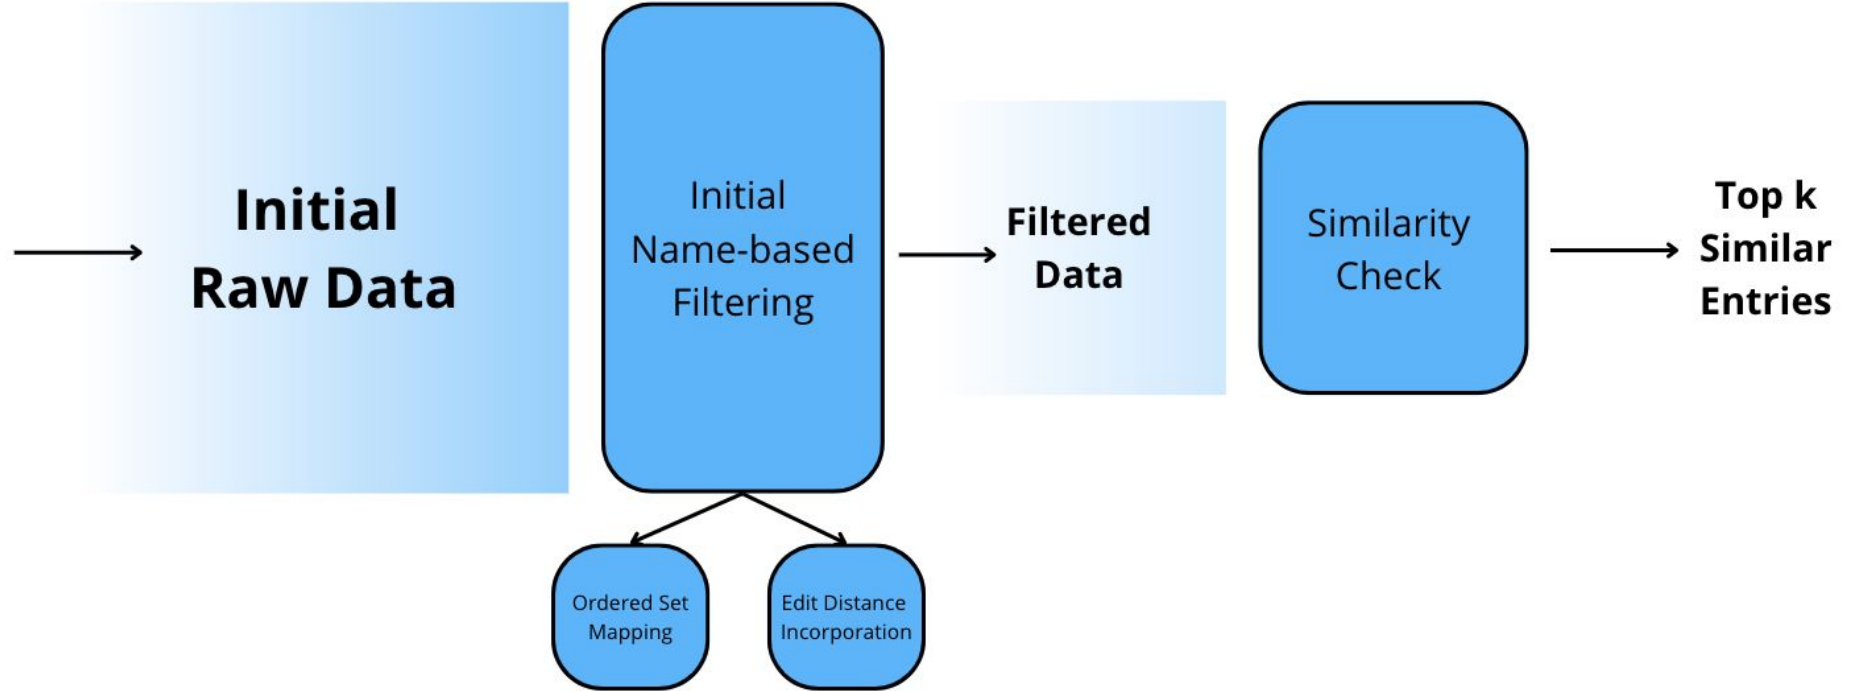 Initial
Raw Data
Initial
Name-based
Filtering
Filtered
Data
Similarity
Check
Top k
Similar
Entries
Ordered Set
Mapping
Edit Distance
Incorporation